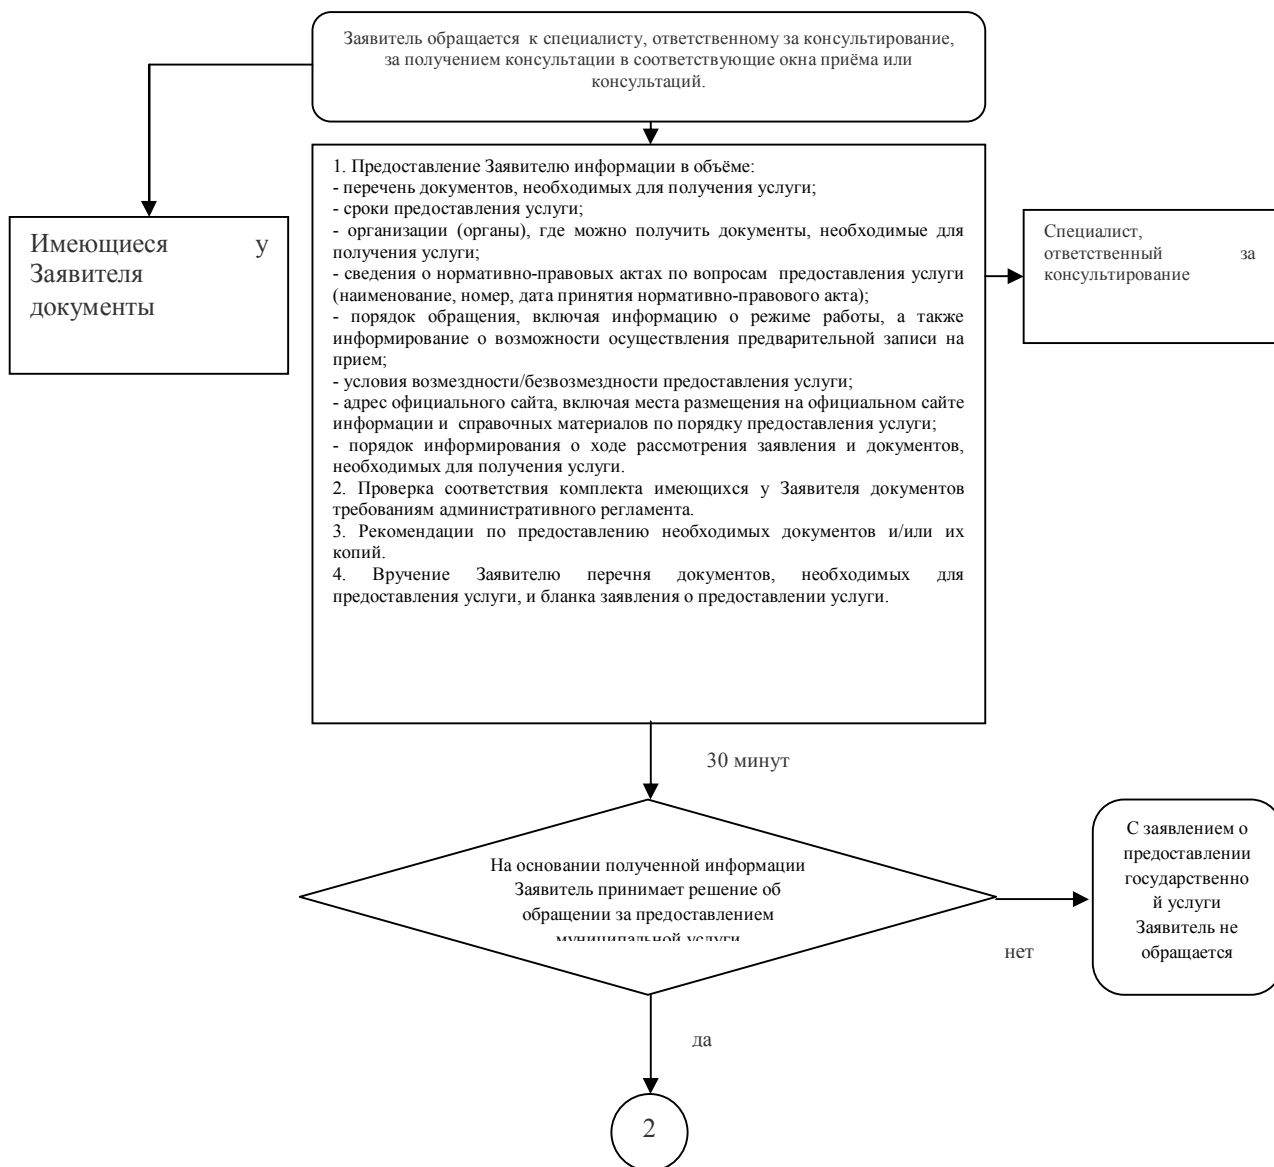 Заявитель обращается к специалисту, ответственному за консультирование,
за получением консультации в соответствующие окна приёма или
консультаций.
1. Предоставление Заявителю информации в объёме:
- перечень документов, необходимых для получения услуги;
- сроки предоставления услуги;
- организации (органы), где можно получить документы, необходимые для
получения услуги;
- сведения о нормативно-правовых актах по вопросам предоставления услуги
(наименование, номер, дата принятия нормативно-правового акта);
- порядок обращения, включая информацию о режиме работы, а также
информирование о возможности осуществления предварительной записи на
прием;
- условия возмездности/безвозмездности предоставления услуги;
- адрес официального сайта, включая места размещения на официальном сайте
информации и справочных материалов по порядку предоставления услуги;
- порядок информирования о ходе рассмотрения заявления и документов,
необходимых для получения услуги.
2. Проверка соответствия комплекта имеющихся у Заявителя документов
требованиям административного регламента.
3. Рекомендации по предоставлению необходимых документов и/или их
копий.
4. Вручение Заявителю перечня документов, необходимых для
предоставления услуги, и бланка заявления о предоставлении услуги.
Имеющиеся у
Заявителя
документы
Специалист,
ответственный за
консультирование
30 минут
На основании полученной информации
Заявитель принимает решение об
обращении за предоставлением
муниципальной услуги
нет
С заявлением о
предоставлении
государственно
й услуги
Заявитель не
обращается
да
2